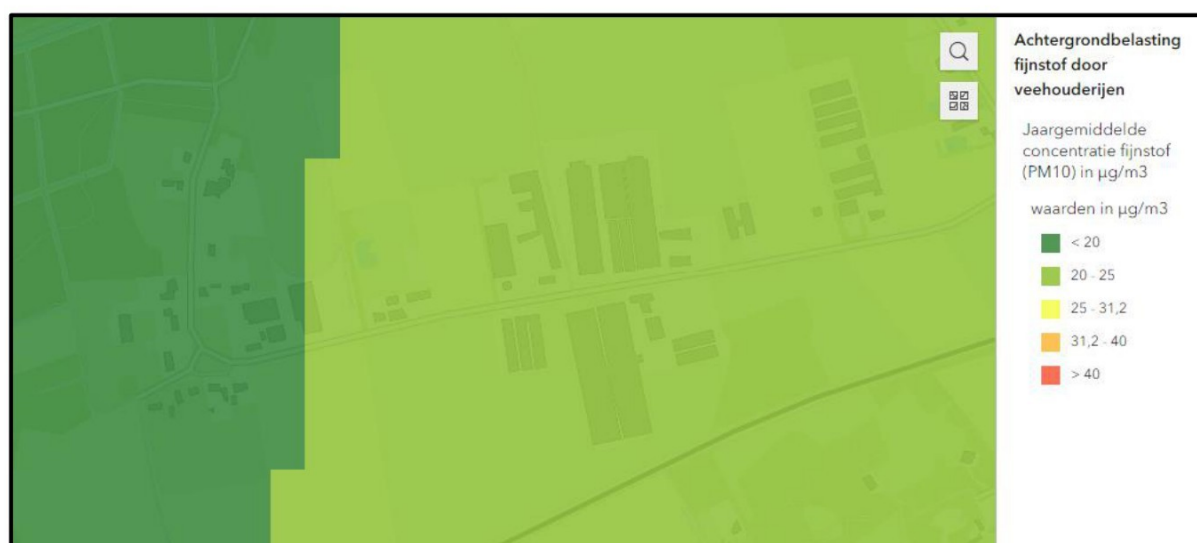 Achtergrondbelasting
fijnstof door
veehouderijen
Jaargemiddelde
concentratie fijnstof
(PM10) in µg/m3
waarden in µg/m3
< 20
20 - 25
25 - 31,2
31,2 - 40
> 40